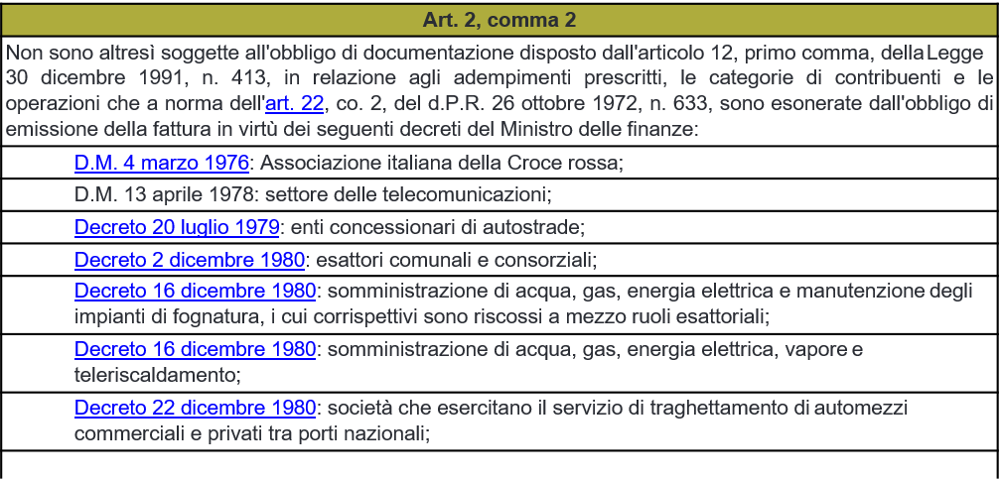 Art. 2, comma 2
Non sono altresì soggette all'obbligo di documentazione disposto dall'articolo 12, primo comma, della Legge
30 dicembre 1991, n. 413, in relazione agli adempimenti prescritti, le categorie di contribuenti e le
operazioni che a norma dell'art. 22, co. 2, del d.P.R. 26 ottobre 1972, n. 633, sono esonerate dall'obbligo di
emissione della fattura in virtù dei seguenti decreti del Ministro delle finanze:
D.M. 4 marzo 1976: Associazione italiana della Croce rossa;
D.M. 13 aprile 1978: settore delle telecomunicazioni;
Decreto 20 luglio 1979: enti concessionari di autostrade;
Decreto 2 dicembre 1980: esattori comunali e consorziali;
Decreto 16 dicembre 1980: somministrazione di acqua, gas, energia elettrica e manutenzione degli
impianti di fognatura, i cui corrispettivi sono riscossi a mezzo ruoli esattoriali;
Decreto 16 dicembre 1980: somministrazione di acqua, gas, energia elettrica, vapore e
teleriscaldamento;
Decreto 22 dicembre 1980: società che esercitano il servizio di traghettamento di automezzi
commerciali e privati tra porti nazionali;